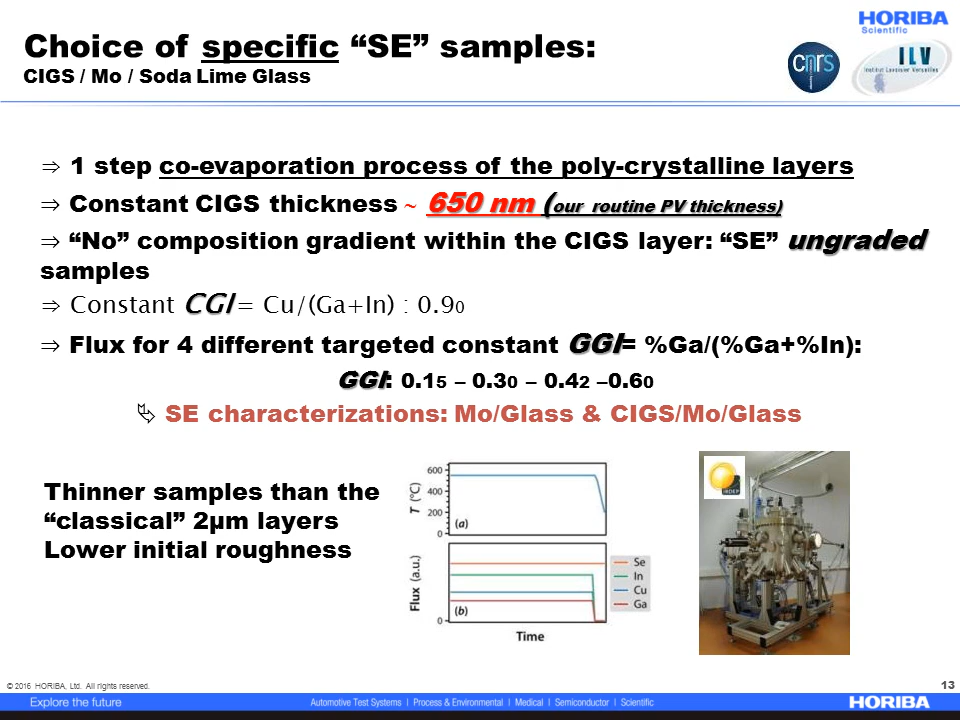 HORIBA
Scientific
Choice of specific “SE” samples:
CIGS / Mo / Soda Lime Glass
cnrs
ILV
Institut Lavoisier Versailles
⇒ 1 step co-evaporation process of the poly-crystalline layers
⇒ Constant CIGS thickness ~ 650 nm (our routine PV thickness)
⇒ “No” composition gradient within the CIGS layer: “SE” ungraded
samples
⇒ Constant CGI = Cu/(Ga+In) : 0.90
⇒ Flux for 4 different targeted constant GGI= %Ga/(%Ga+%In):
GGI: 0.15 – 0.30 – 0.42 –0.60
SE characterizations: Mo/Glass & CIGS/Mo/Glass
Thinner samples than the
“classical” 2µm layers
Lower initial roughness
T (°C)
600
400
200
0
(a)
Flux (a.u.)
(b)
Se
In
Cu
Ga
Time
IRDEP
© 2016 HORIBA, Ltd. All rights reserved.
13
Explore the future
Automotive Test Systems | Process & Environmental | Medical | Semiconductor | Scientific
HORIBA